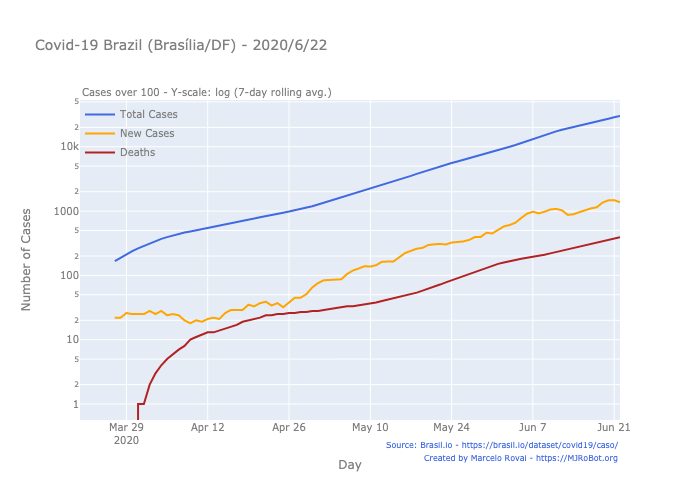 Covid-19 Brazil (Brasília/DF) - 2020/6/22
Cases over 100 - Y-scale: log (7-day rolling avg.)
Total Cases
New Cases
Deaths
5
2
10k
5
2
1000
5
2
100
5
2
10
5
2
1
Number of Cases
Mar 29 Apr 12 Apr 26 May 10 May 24 Jun 7 Jun 21
2020
Day
Source: Brasil.io - https://brasil.io/dataset/covid19/caso/
Created by Marcelo Rovai - https://MJRoBot.org